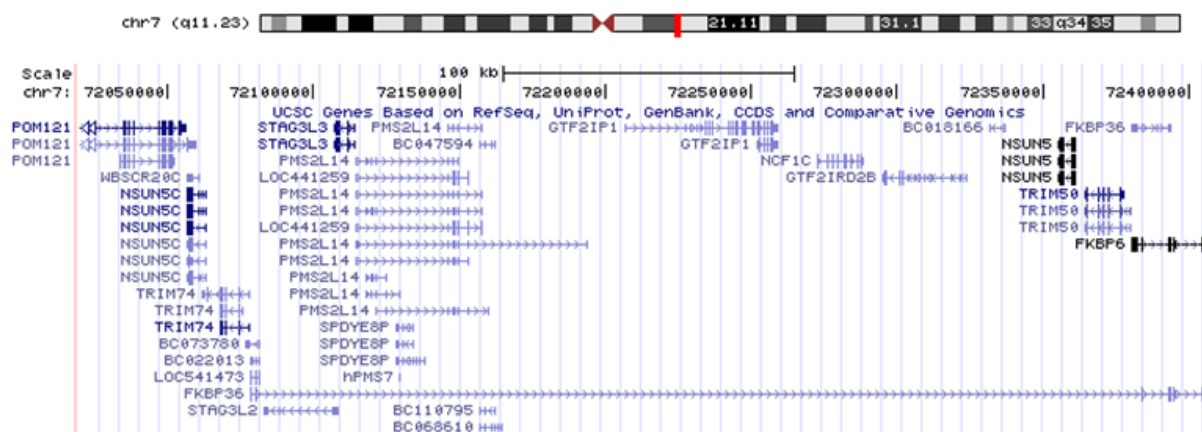 chr7 (q11.23) 21.11 31.1 33 q34 35
Scale 100 kb
chr7: 72050000 72100000 72150000 72200000 72250000 72300000 72350000 72400000
UCSC Genes Based on RefSeq, UniProt, GenBank, CCDS and Comparative Genomics
POM121 STAG3L3 PMS2L14 GTF2IP1 BC018166 FKBP36
POM121 STAG3L3 BC047594 GTF2IP1 NSUN5
POM121 PMS2L14 NCF1C NSUN5
WBSCR20C LOC441259 GTF2IRD2B NSUN5
NSUN5C PMS2L14 TRIM50
NSUN5C PMS2L14 TRIM50
NSUN5C LOC441259 TRIM50
NSUN5C PMS2L14 FKBP6
NSUN5C PMS2L14
NSUN5C PMS2L14
TRIM74 PMS2L14
TRIM74 PMS2L14
TRIM74 SPDYE8P
BC073780 SPDYE8P
BC022013 SPDYE8P
LOC541473 hPMS7
FKBP36
STAG3L2 BC110795
BC068610